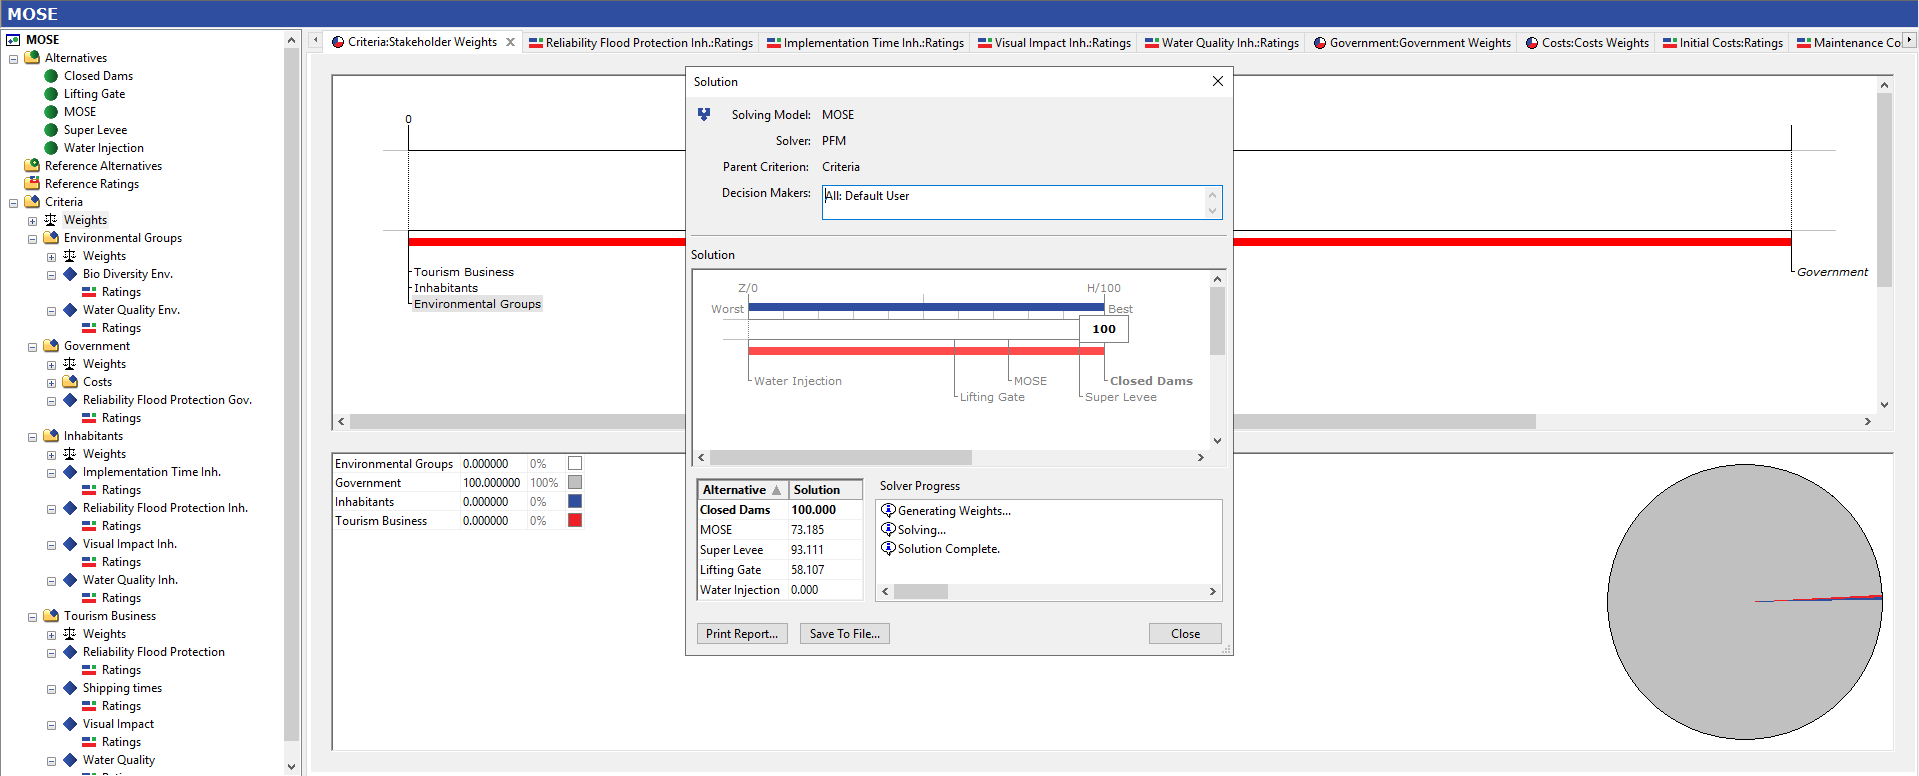 MOSE
MOSE
Alternatives
Closed Dams
Lifting Gate
MOSE
Super Levee
Water Injection
Reference Alternatives
Reference Ratings
Criteria
Weights
Environmental Groups
Weights
Bio Diversity Env.
Ratings
Water Quality Env.
Ratings
Government
Weights
Costs
Reliability Flood Protection Gov.
Ratings
Inhabitants
Weights
Implementation Time Inh.
Ratings
Reliability Flood Protection Inh.
Ratings
Visual Impact Inh.
Ratings
Water Quality Inh.
Ratings
Tourism Business
Weights
Reliability Flood Protection
Ratings
Shipping times
Ratings
Visual Impact
Ratings
Water Quality
Criteria:Stakeholder Weights
Reliability Flood Protection Inh.:Ratings
Implementation Time Inh.:Ratings
Visual Impact Inh.:Ratings
Water Quality Inh.:Ratings
Government:Government Weights
Costs:Costs Weights
Initial Costs:Ratings
Maintenance Co
0
Tourism Business
Inhabitants
Environmental Groups
Government
Environmental Groups 0.000000 0%
Government 100.000000 100%
Inhabitants 0.000000 0%
Tourism Business 0.000000 0%
Solution
Solving Model: MOSE
Solver: PFM
Parent Criterion: Criteria
Decision Makers: All: Default User
Solution
Z/0 H/100
Worst Best
100
Water Injection MOSE Closed Dams
Lifting Gate Super Levee
Alternative Solution
Closed Dams 100.000
MOSE 73.185
Super Levee 93.111
Lifting Gate 58.107
Water Injection 0.000
Solver Progress
Generating Weights...
Solving...
Solution Complete.
Print Report... Save To File... Close